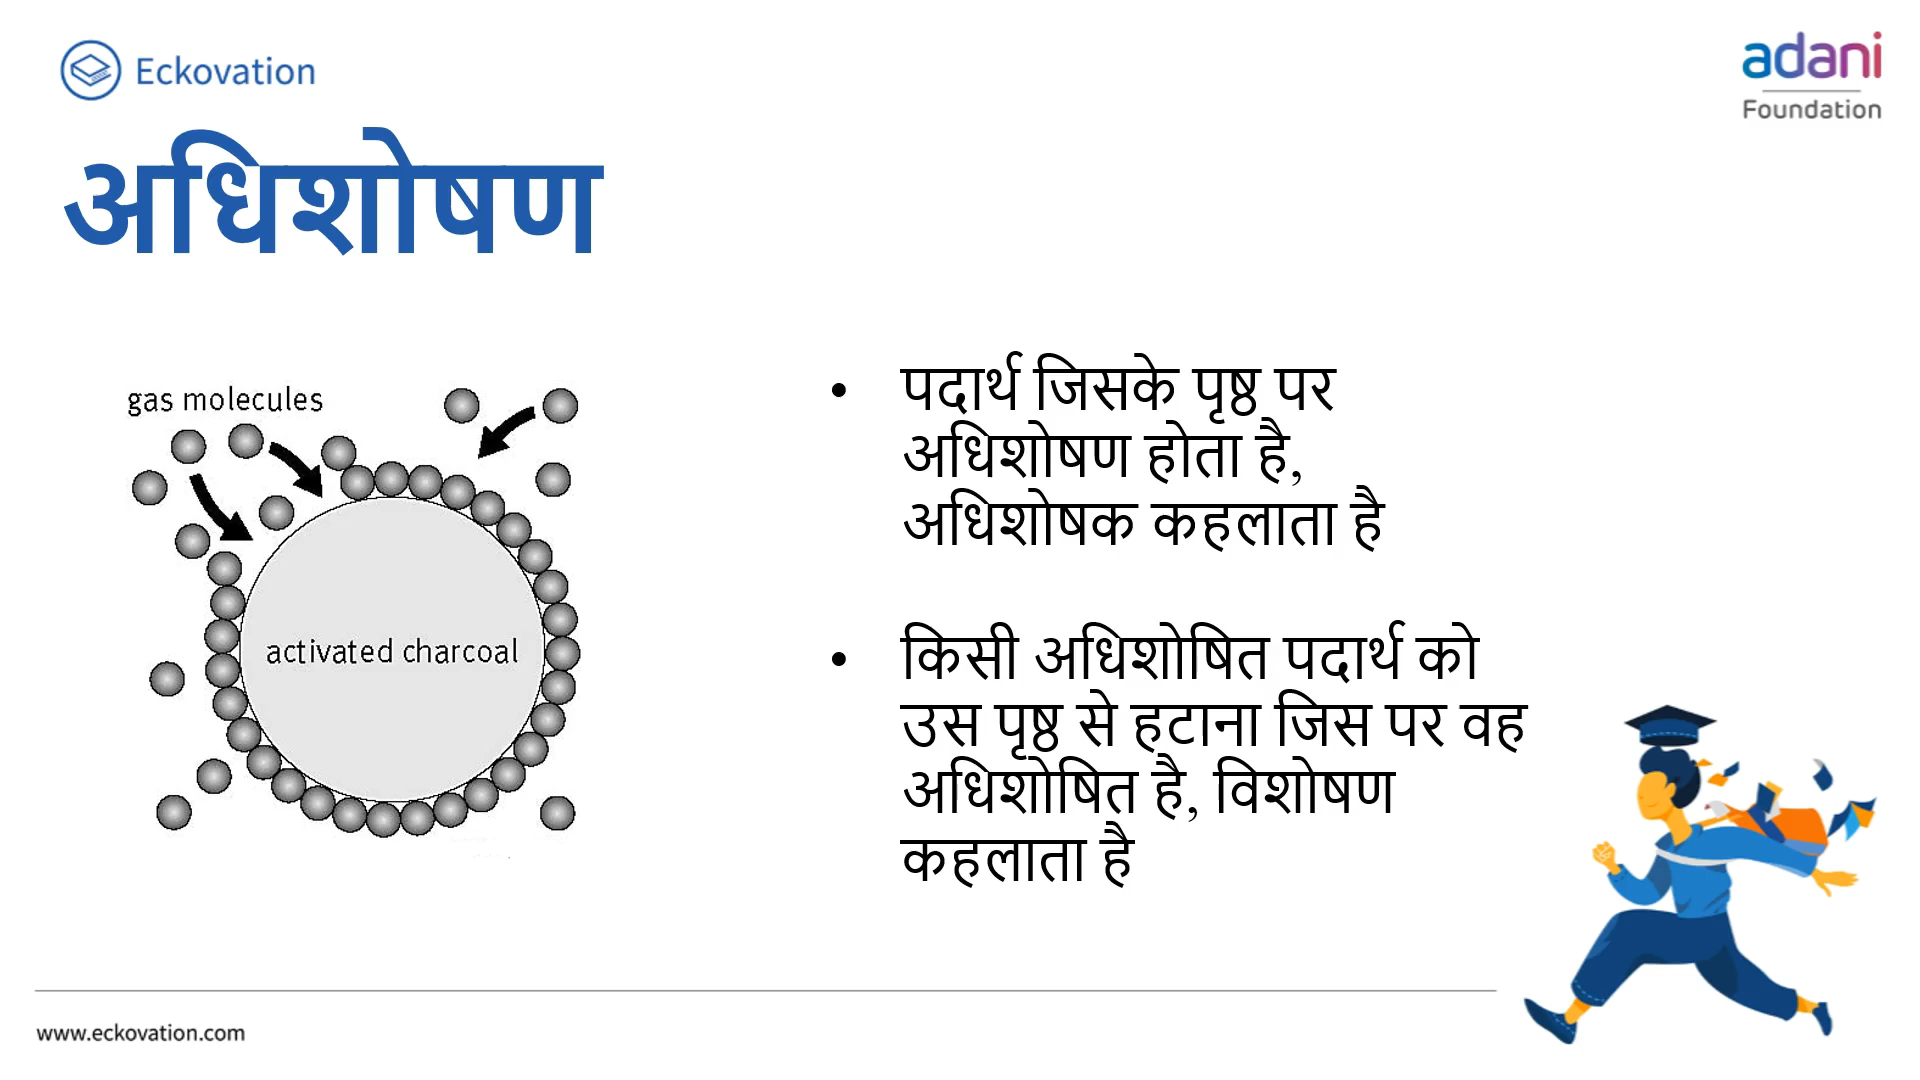 Eckovation
adani
Foundation
अधिशोषण
gas molecules
activated charcoal
• पदार्थ जिसके पृष्ठ पर
अधिशोषण होता है,
अधिशोषक कहलाता है
• किसी अधिशोषित पदार्थ को
उस पृष्ठ से हटाना जिस पर वह
अधिशोषित है, विशोषण
कहलाता है
www.eckovation.com